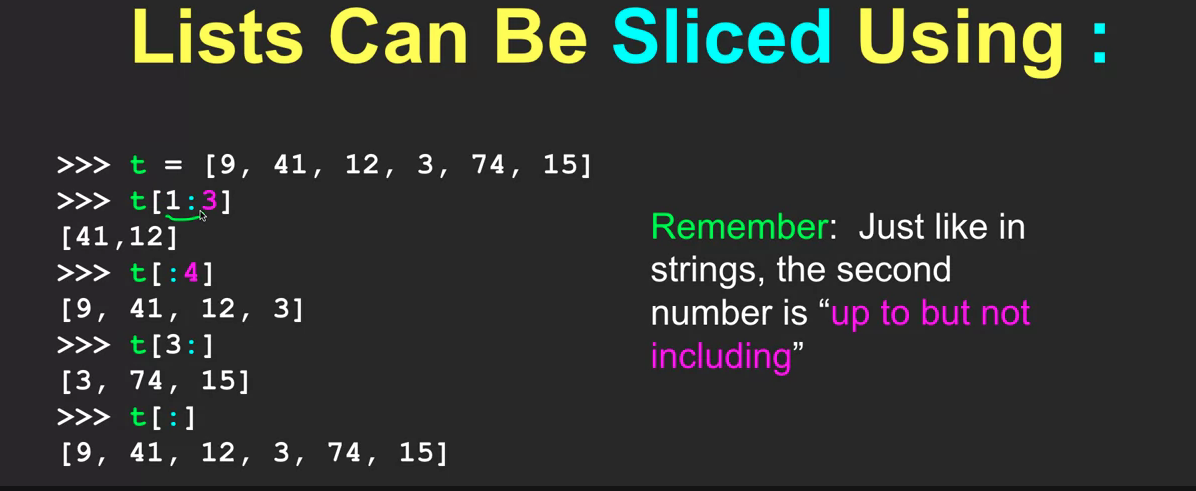 Lists Can Be Sliced Using :
>>> t = [9, 41, 12, 3, 74, 15]
>>> t[1:3]
[41,12]
>>> t[:4]
[9, 41, 12, 3]
>>> t[3:]
[3, 74, 15]
>>> t[:]
[9, 41, 12, 3, 74, 15]
Remember: Just like in
strings, the second
number is “up to but not
including”